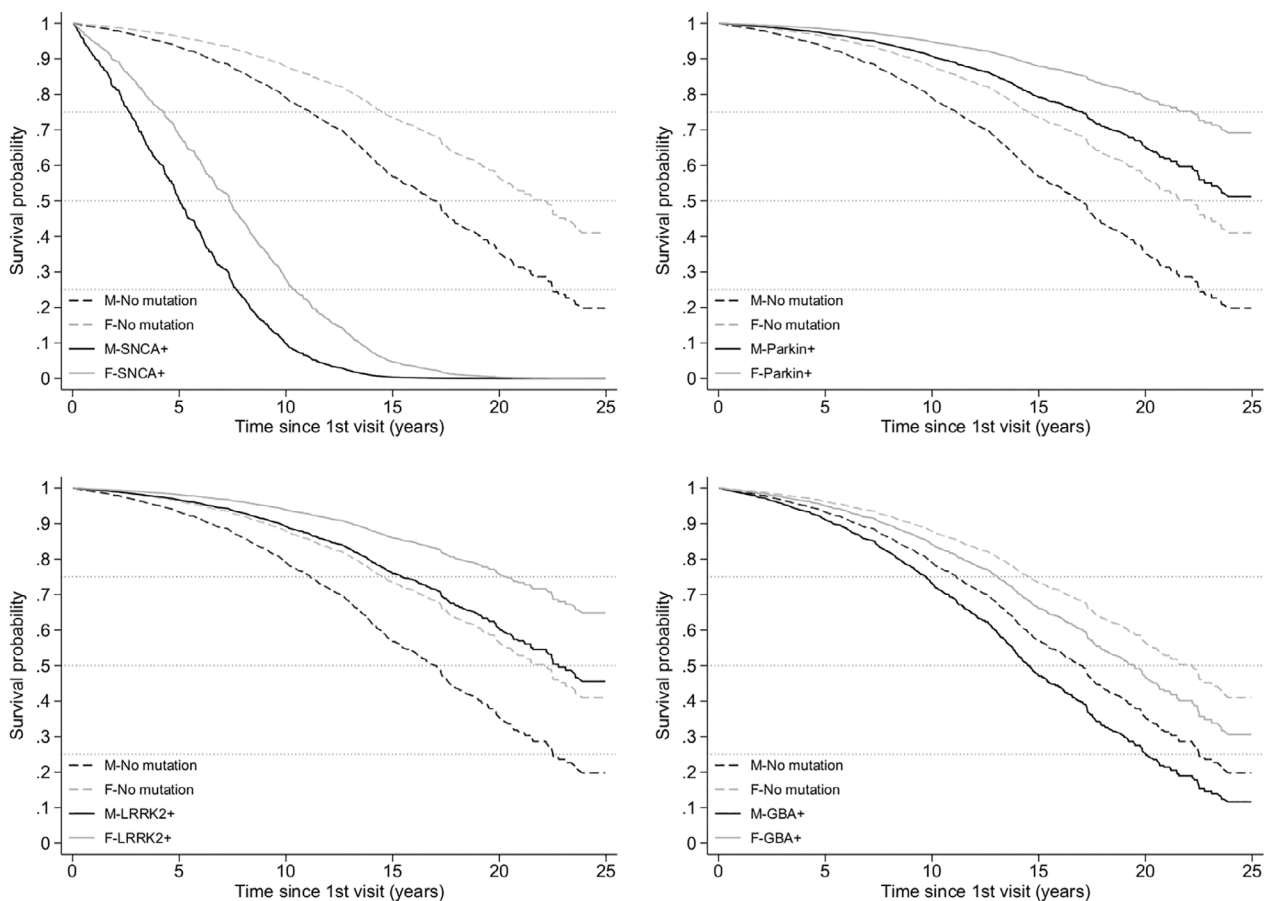 1
.9
.8
.7
.6
.5
.4
.3
.2
.1
0
Survival probability
M-No mutation
F-No mutation
M-SNCA+
F-SNCA+
0 5 10 15 20 25
Time since 1st visit (years)
1
.9
.8
.7
.6
.5
.4
.3
.2
.1
0
Survival probability
M-No mutation
F-No mutation
M-Parkin+
F-Parkin+
0 5 10 15 20 25
Time since 1st visit (years)
1
.9
.8
.7
.6
.5
.4
.3
.2
.1
0
Survival probability
M-No mutation
F-No mutation
M-LRRK2+
F-LRRK2+
0 5 10 15 20 25
Time since 1st visit (years)
1
.9
.8
.7
.6
.5
.4
.3
.2
.1
0
Survival probability
M-No mutation
F-No mutation
M-GBA+
F-GBA+
0 5 10 15 20 25
Time since 1st visit (years)